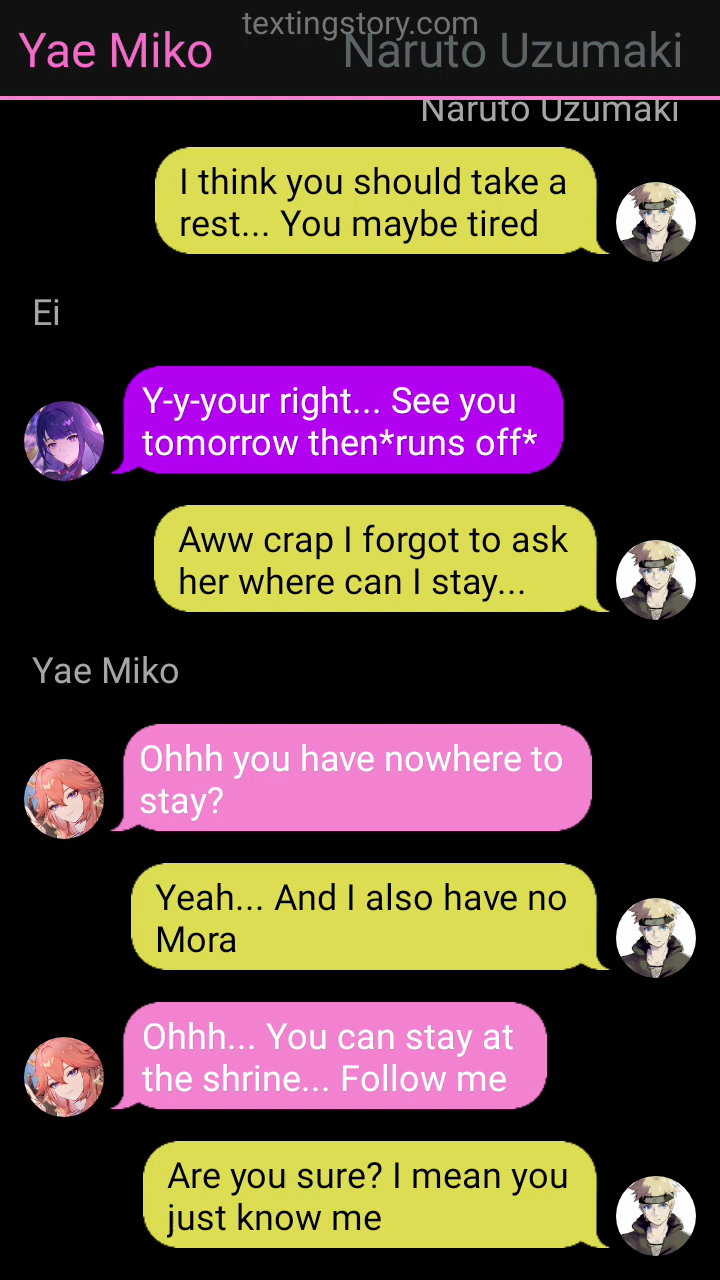 textingstory.com
Yae Miko
Naruto Uzumaki
Naruto Uzumaki
I think you should take a
rest... You maybe tired
Ei
Y-y-your right... See you
tomorrow then*runs off*
Aww crap I forgot to ask
her where can I stay...
Yae Miko
Ohhh you have nowhere to
stay?
Yeah... And I also have no
Mora
Ohhh... You can stay at
the shrine... Follow me
Are you sure? I mean you
just know me